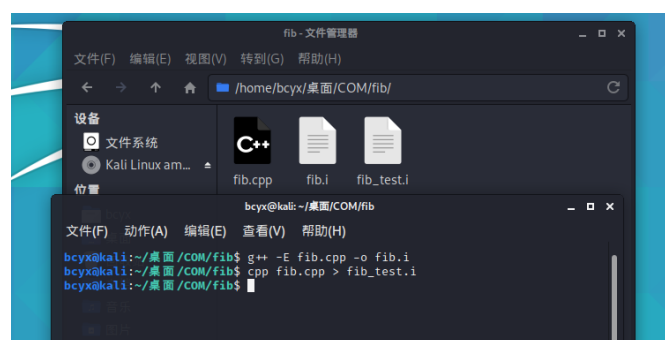 fib - 文件管理器
文件(F) 编辑(E) 视图(V) 转到(G) 帮助(H)
/home/bcyx/桌面/COM/fib/
设备
文件系统
Kali Linux am...
C++
fib.cpp fib.i fib_test.i
位置
bcyx@kali: ~/桌面/COM/fib
文件(F) 动作(A) 编辑(E) 查看(V) 帮助(H)
bcyx@kali:~/桌面/COM/fib$ g++ -E fib.cpp -o fib.i
bcyx@kali:~/桌面/COM/fib$ cpp fib.cpp > fib_test.i
bcyx@kali:~/桌面/COM/fib$